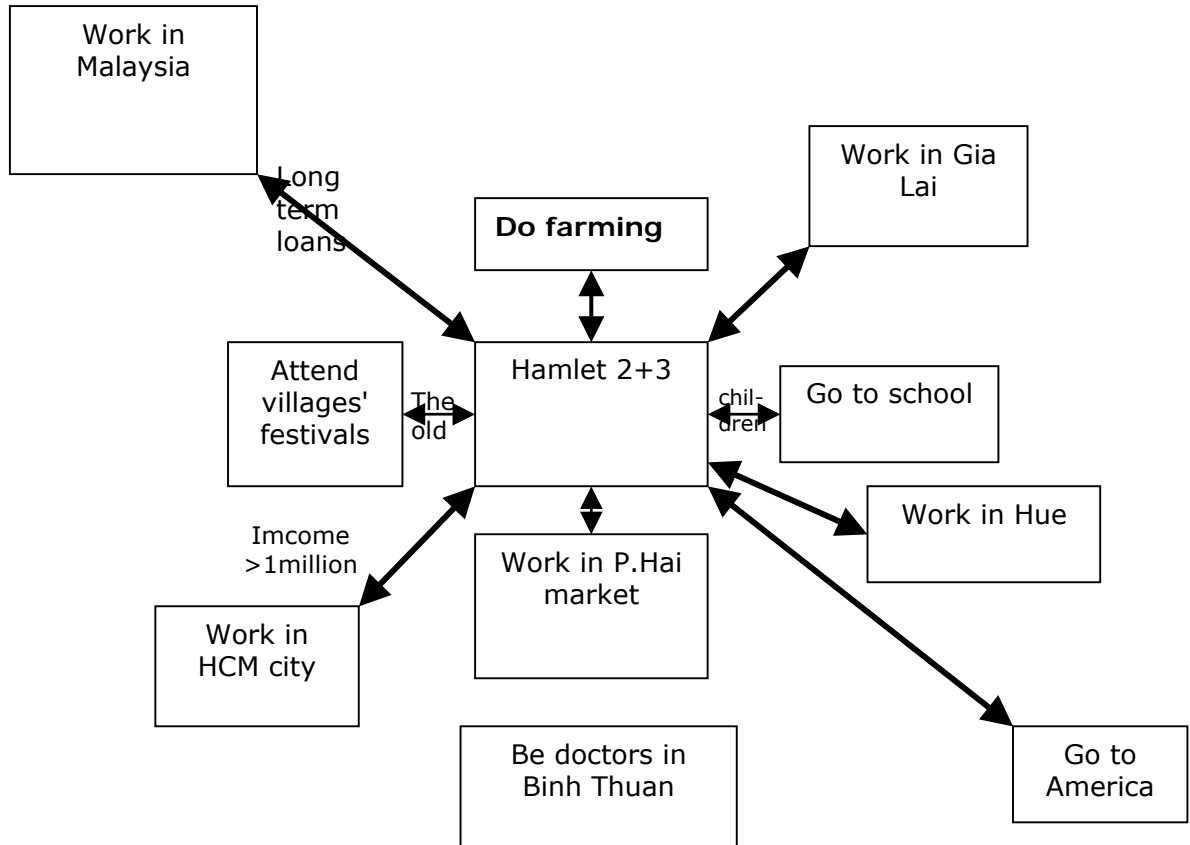 Work in
Malaysia
Work in Gia
Lai
Long
term
loans
Do farming
Attend
villages'
festivals
The
old
Hamlet 2+3
chil-
dren
Go to school
Work in Hue
Imcome
>1million
Work in P.Hai
market
Work in
HCM city
Be doctors in
Binh Thuan
Go to
America